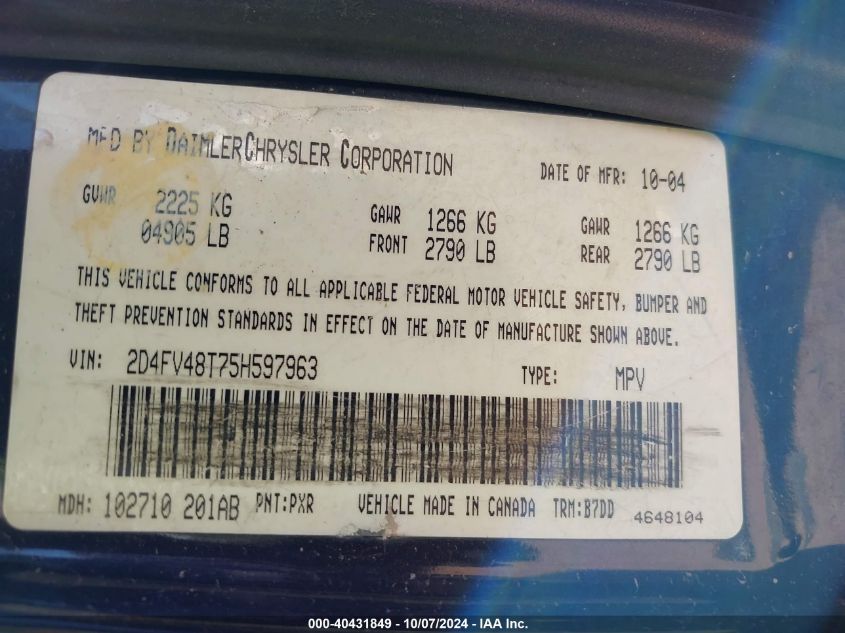 MFD BY DAIMLERCHRYSLER CORPORATION DATE OF MFR: 10-04
GVWR 2225 KG GAWR 1266 KG GAWR 1266 KG
04905 LB FRONT 2790 LB REAR 2790 LB
THIS VEHICLE CONFORMS TO ALL APPLICABLE FEDERAL MOTOR VEHICLE SAFETY, BUMPER AND
THEFT PREVENTION STANDARDS IN EFFECT ON THE DATE OF MANUFACTURE SHOWN ABOVE.
VIN: 2D4FV48T75H597963 TYPE: MPV
MDH: 102710 201AB PNT:PXR VEHICLE MADE IN CANADA TRM:B7DD 4648104
000-40431849 - 10/07/2024 - IAA Inc.